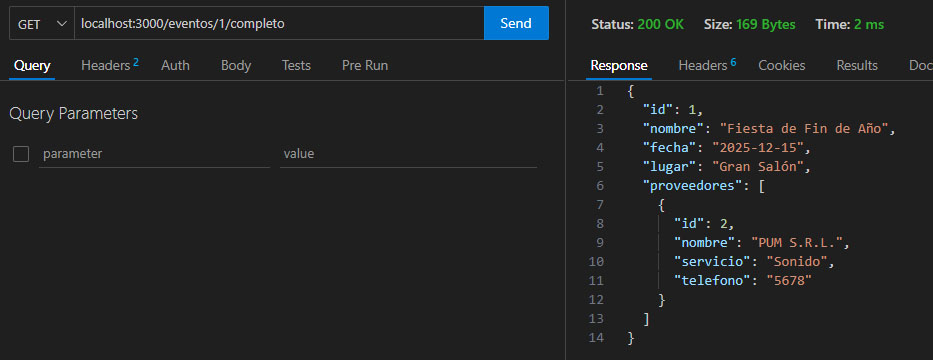 GET localhost:3000/eventos/1/completo Send
Query Headers 2 Auth Body Tests Pre Run
Query Parameters
parameter value
Status: 200 OK Size: 169 Bytes Time: 2 ms
Response Headers 6 Cookies Results Doc
1 {
2 "id": 1,
3 "nombre": "Fiesta de Fin de Año",
4 "fecha": "2025-12-15",
5 "lugar": "Gran Salón",
6 "proveedores": [
7 {
8 "id": 2,
9 "nombre": "PUM S.R.L.",
10 "servicio": "Sonido",
11 "telefono": "5678"
12 }
13 ]
14 }